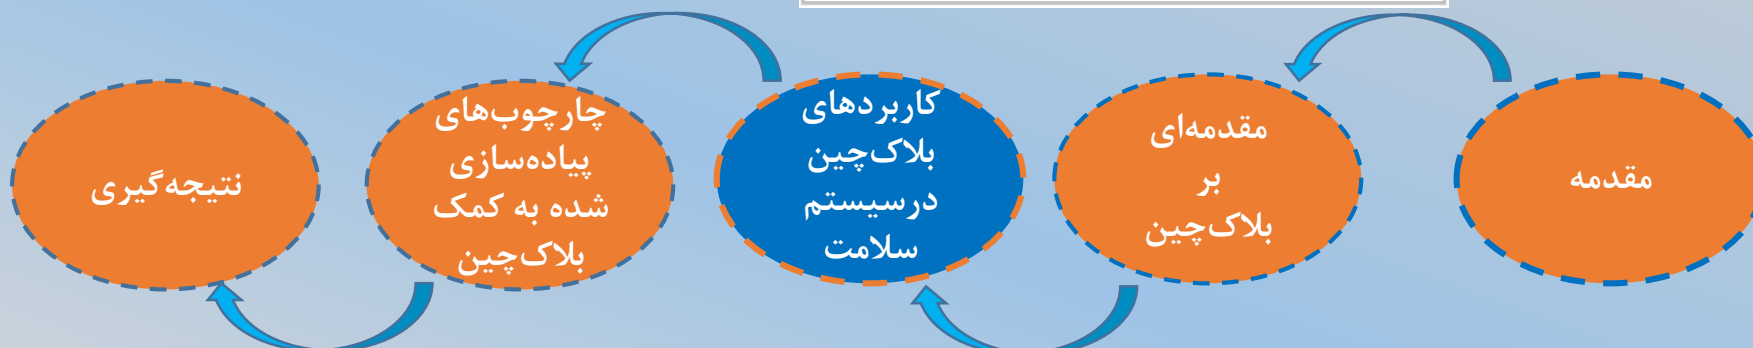 مقدمه
مقدمه‌ای
بر
بلاک‌چین
کاربردهای
بلاک‌چین
درسیستم
سلامت
چارچوب‌های
پیاده‌سازی
شده به کمک
بلاک‌چین
نتیجه‌گیری